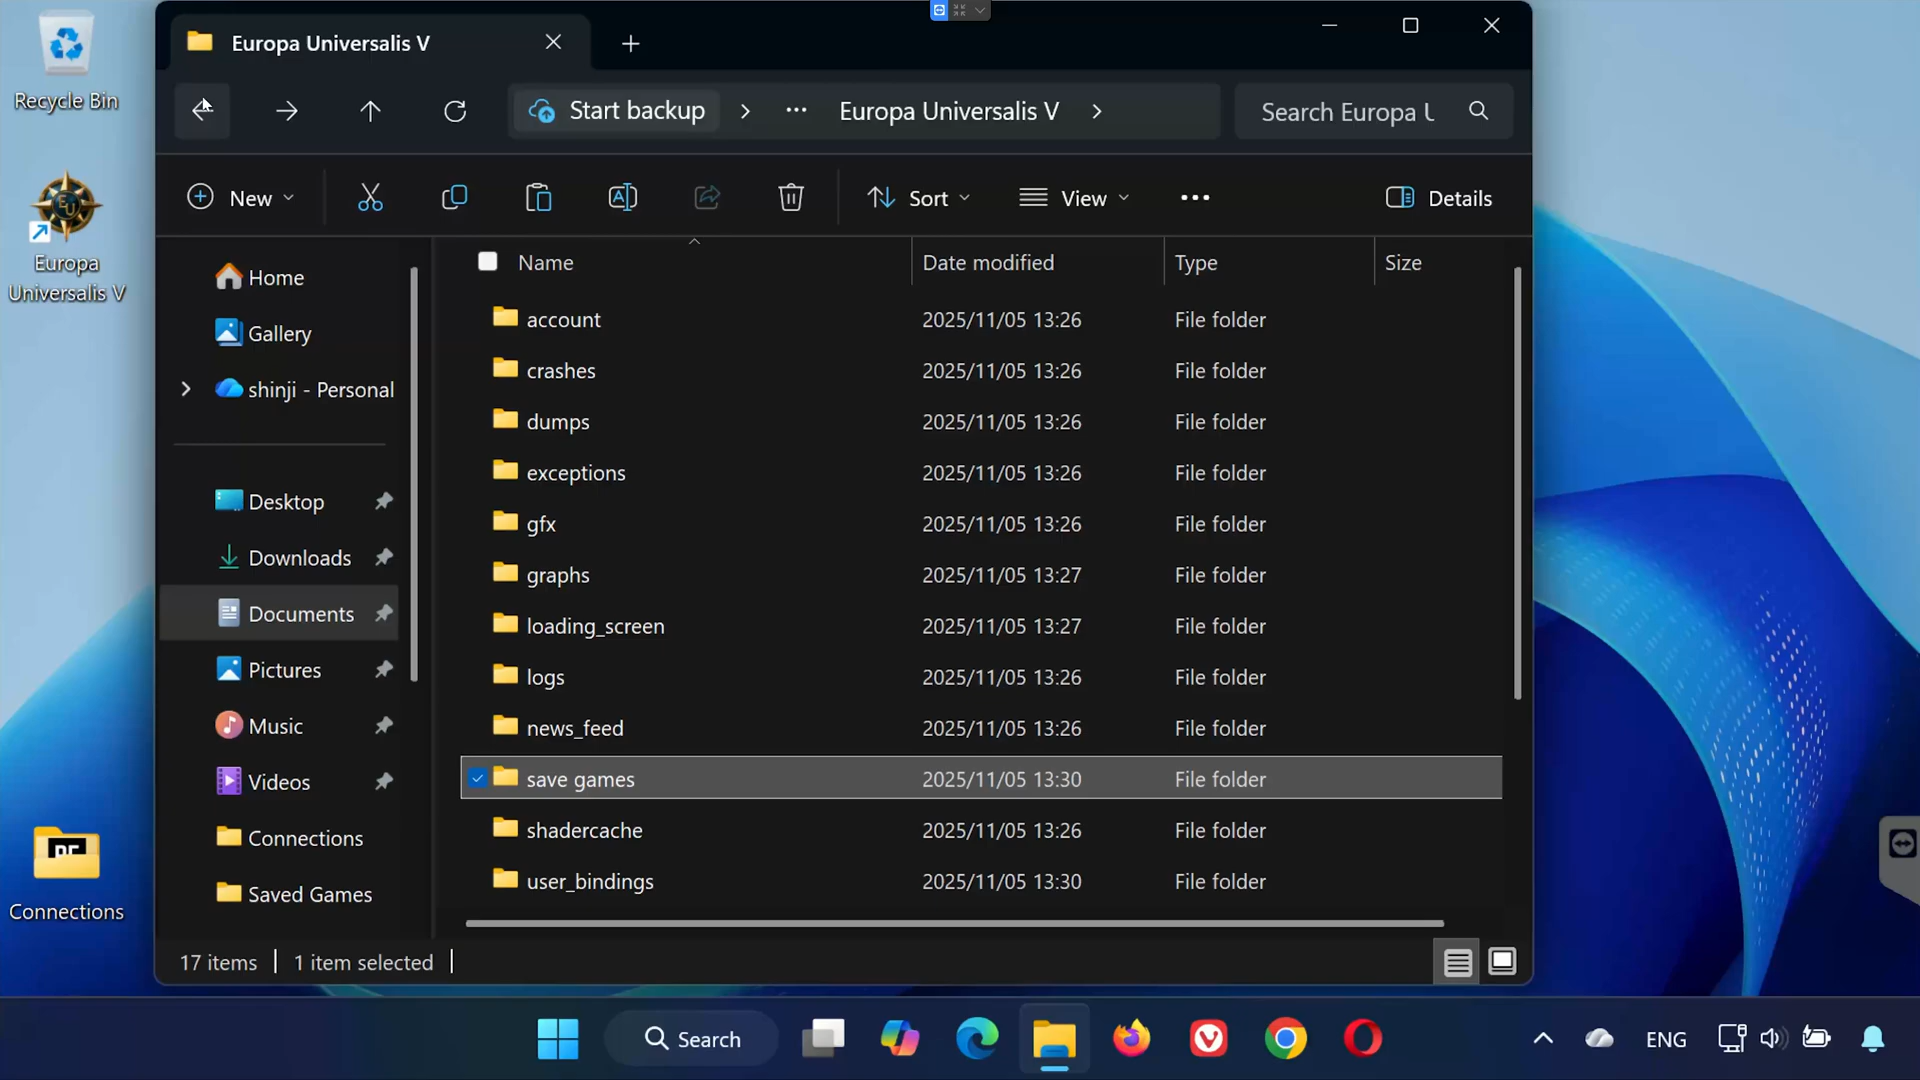 Recycle Bin
Europa
Universalis V
Connections
Europa Universalis V
Start backup
Europa Universalis V
Search Europa U
New
Sort
View
Details
Home
Gallery
shinji - Personal
Desktop
Downloads
Documents
Pictures
Music
Videos
Connections
Saved Games
Name Date modified Type Size
account 2025/11/05 13:26 File folder
crashes 2025/11/05 13:26 File folder
dumps 2025/11/05 13:26 File folder
exceptions 2025/11/05 13:26 File folder
gfx 2025/11/05 13:26 File folder
graphs 2025/11/05 13:27 File folder
loading_screen 2025/11/05 13:27 File folder
logs 2025/11/05 13:26 File folder
news_feed 2025/11/05 13:26 File folder
save games 2025/11/05 13:30 File folder
shadercache 2025/11/05 13:26 File folder
user_bindings 2025/11/05 13:30 File folder
17 items 1 item selected
Search
ENG